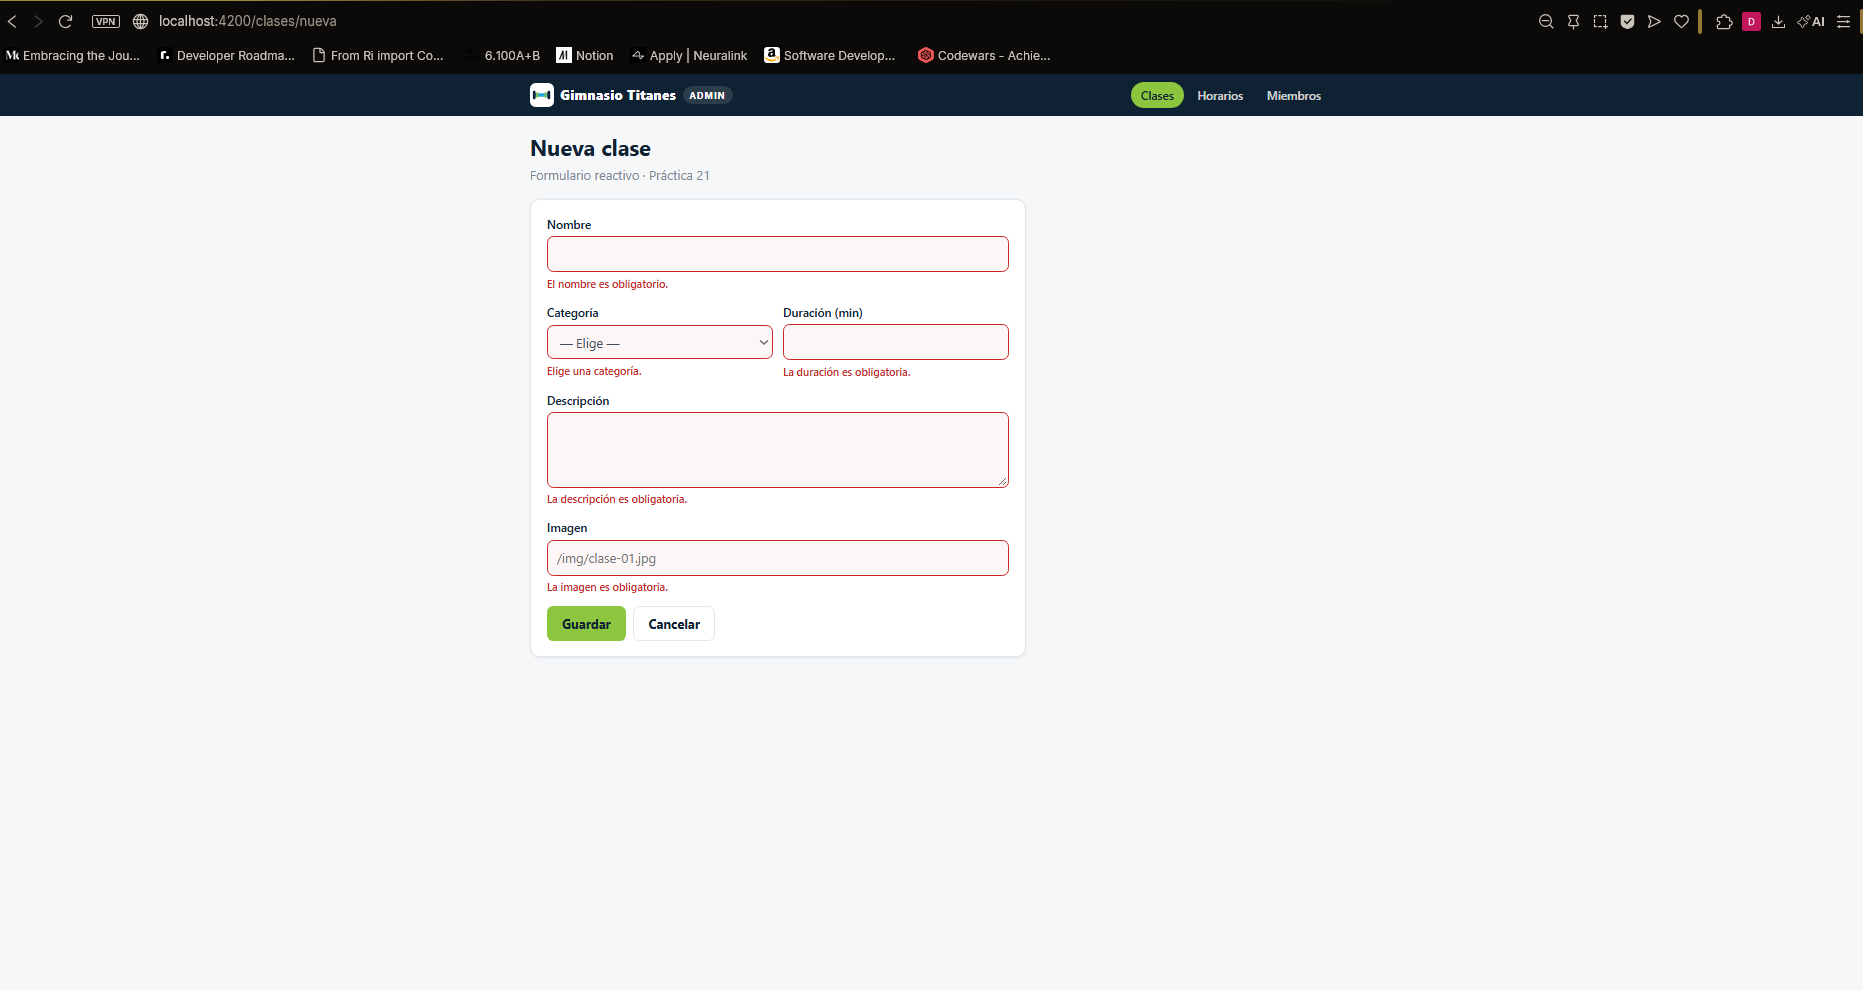 VPN localhost:4200/clases/nueva D AI
Embracing the Jou... Developer Roadma... From Ri import Co... 6.100A+B Notion Apply | Neuralink Software Develop... Codewars - Achie...
Gimnasio Titanes ADMIN Clases Horarios Miembros
Nueva clase
Formulario reactivo · Práctica 21
Nombre
El nombre es obligatorio.
Categoría Duración (min)
— Elige —
Elige una categoría. La duración es obligatoria.
Descripción
La descripción es obligatoria.
Imagen
/img/clase-01.jpg
La imagen es obligatoria.
Guardar Cancelar